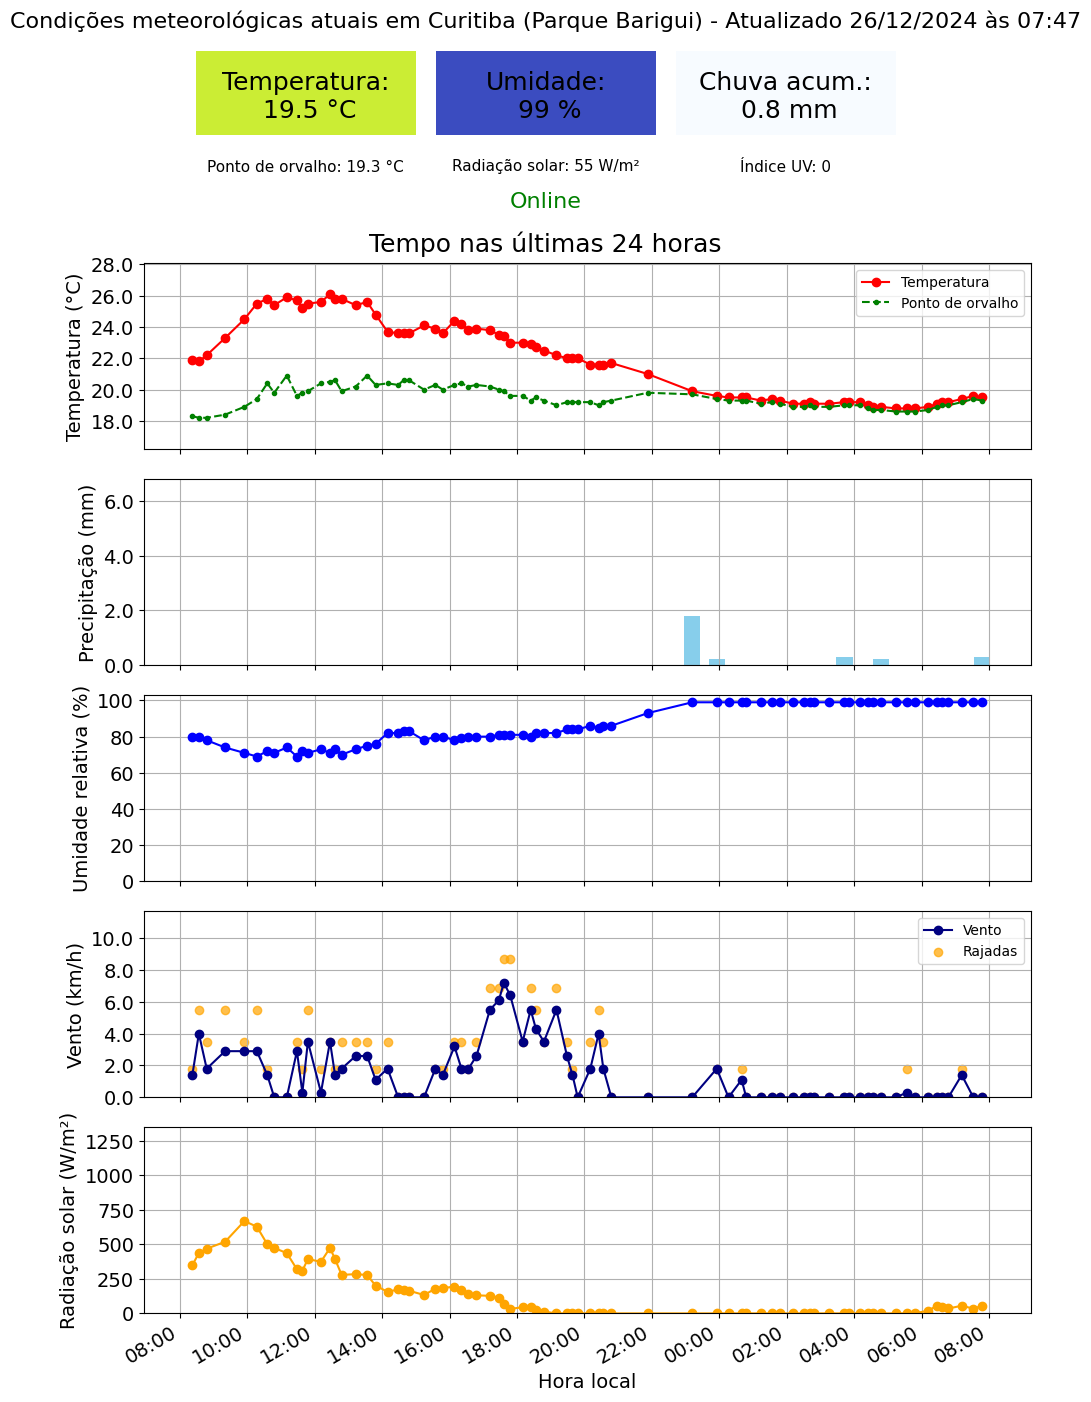 Condições meteorológicas atuais em Curitiba (Parque Barigui) - Atualizado 26/12/2024 às 07:47
Temperatura:
19.5 °C
Umidade:
99 %
Chuva acum.:
0.8 mm
Ponto de orvalho: 19.3 °C
Radiação solar: 55 W/m²
Índice UV: 0
Online
Tempo nas últimas 24 horas
Temperatura (°C)
28.0
26.0
24.0
22.0
20.0
18.0
Temperatura
Ponto de orvalho
Precipitação (mm)
6.0
4.0
2.0
0.0
Umidade relativa (%)
100
80
60
40
20
0
Vento (km/h)
10.0
8.0
6.0
4.0
2.0
0.0
Vento
Rajadas
Radiação solar (W/m²)
1250
1000
750
500
250
0
08:00
10:00
12:00
14:00
16:00
18:00
20:00
22:00
00:00
02:00
04:00
06:00
08:00
Hora local